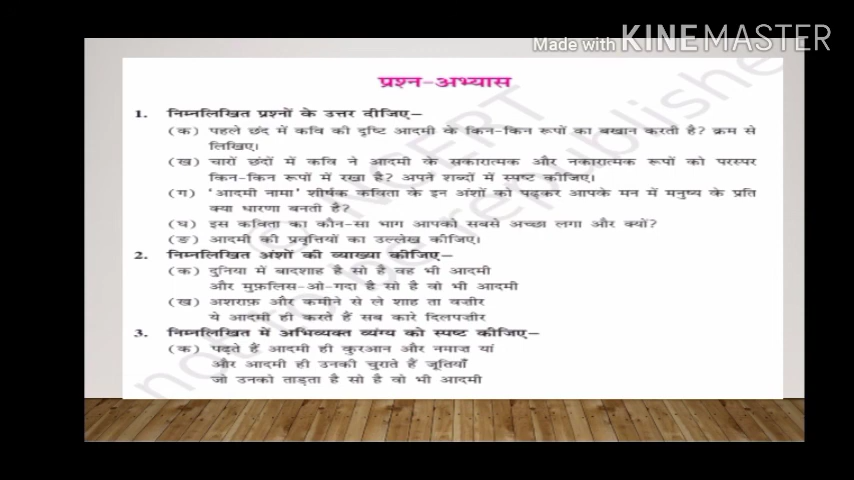 Made with KINEMASTER
प्रश्न-अभ्यास
1. निम्नलिखित प्रश्नों के उत्तर दीजिए–
(क) पहले छंद में कवि की दृष्टि आदमी के किन-किन रूपों का बखान करती है? क्रम से
लिखिए।
(ख) चारों छंदों में कवि ने आदमी के सकारात्मक और नकारात्मक रूपों को परस्पर
किन-किन रूपों में रखा है? अपने शब्दों में स्पष्ट कीजिए।
(ग) 'आदमी नामा' शीर्षक कविता के इन अंशों को पढ़कर आपके मन में मनुष्य के प्रति
क्या धारणा बनती है?
(घ) इस कविता का कौन-सा भाग आपको सबसे अच्छा लगा और क्यों?
(ङ) आदमी की प्रवृत्तियों का उल्लेख कीजिए।
2. निम्नलिखित अंशों की व्याख्या कीजिए–
(क) दुनिया में बादशाह है सो है वह भी आदमी
और मुफ़लिस-ओ-गदा है सो है वो भी आदमी
(ख) अशराफ़ और कमीने से ले शाह ता वज़ीर
ये आदमी ही करते हैं सब कारे दिलपज़ीर
3. निम्नलिखित में अभिव्यक्त व्यंग्य को स्पष्ट कीजिए–
(क) पढ़ते हैं आदमी ही कुरआन और नमाज़ यां
और आदमी ही उनकी चुराते हैं जूतियाँ
जो उनको ताड़ता है सो है वो भी आदमी
not to be republished